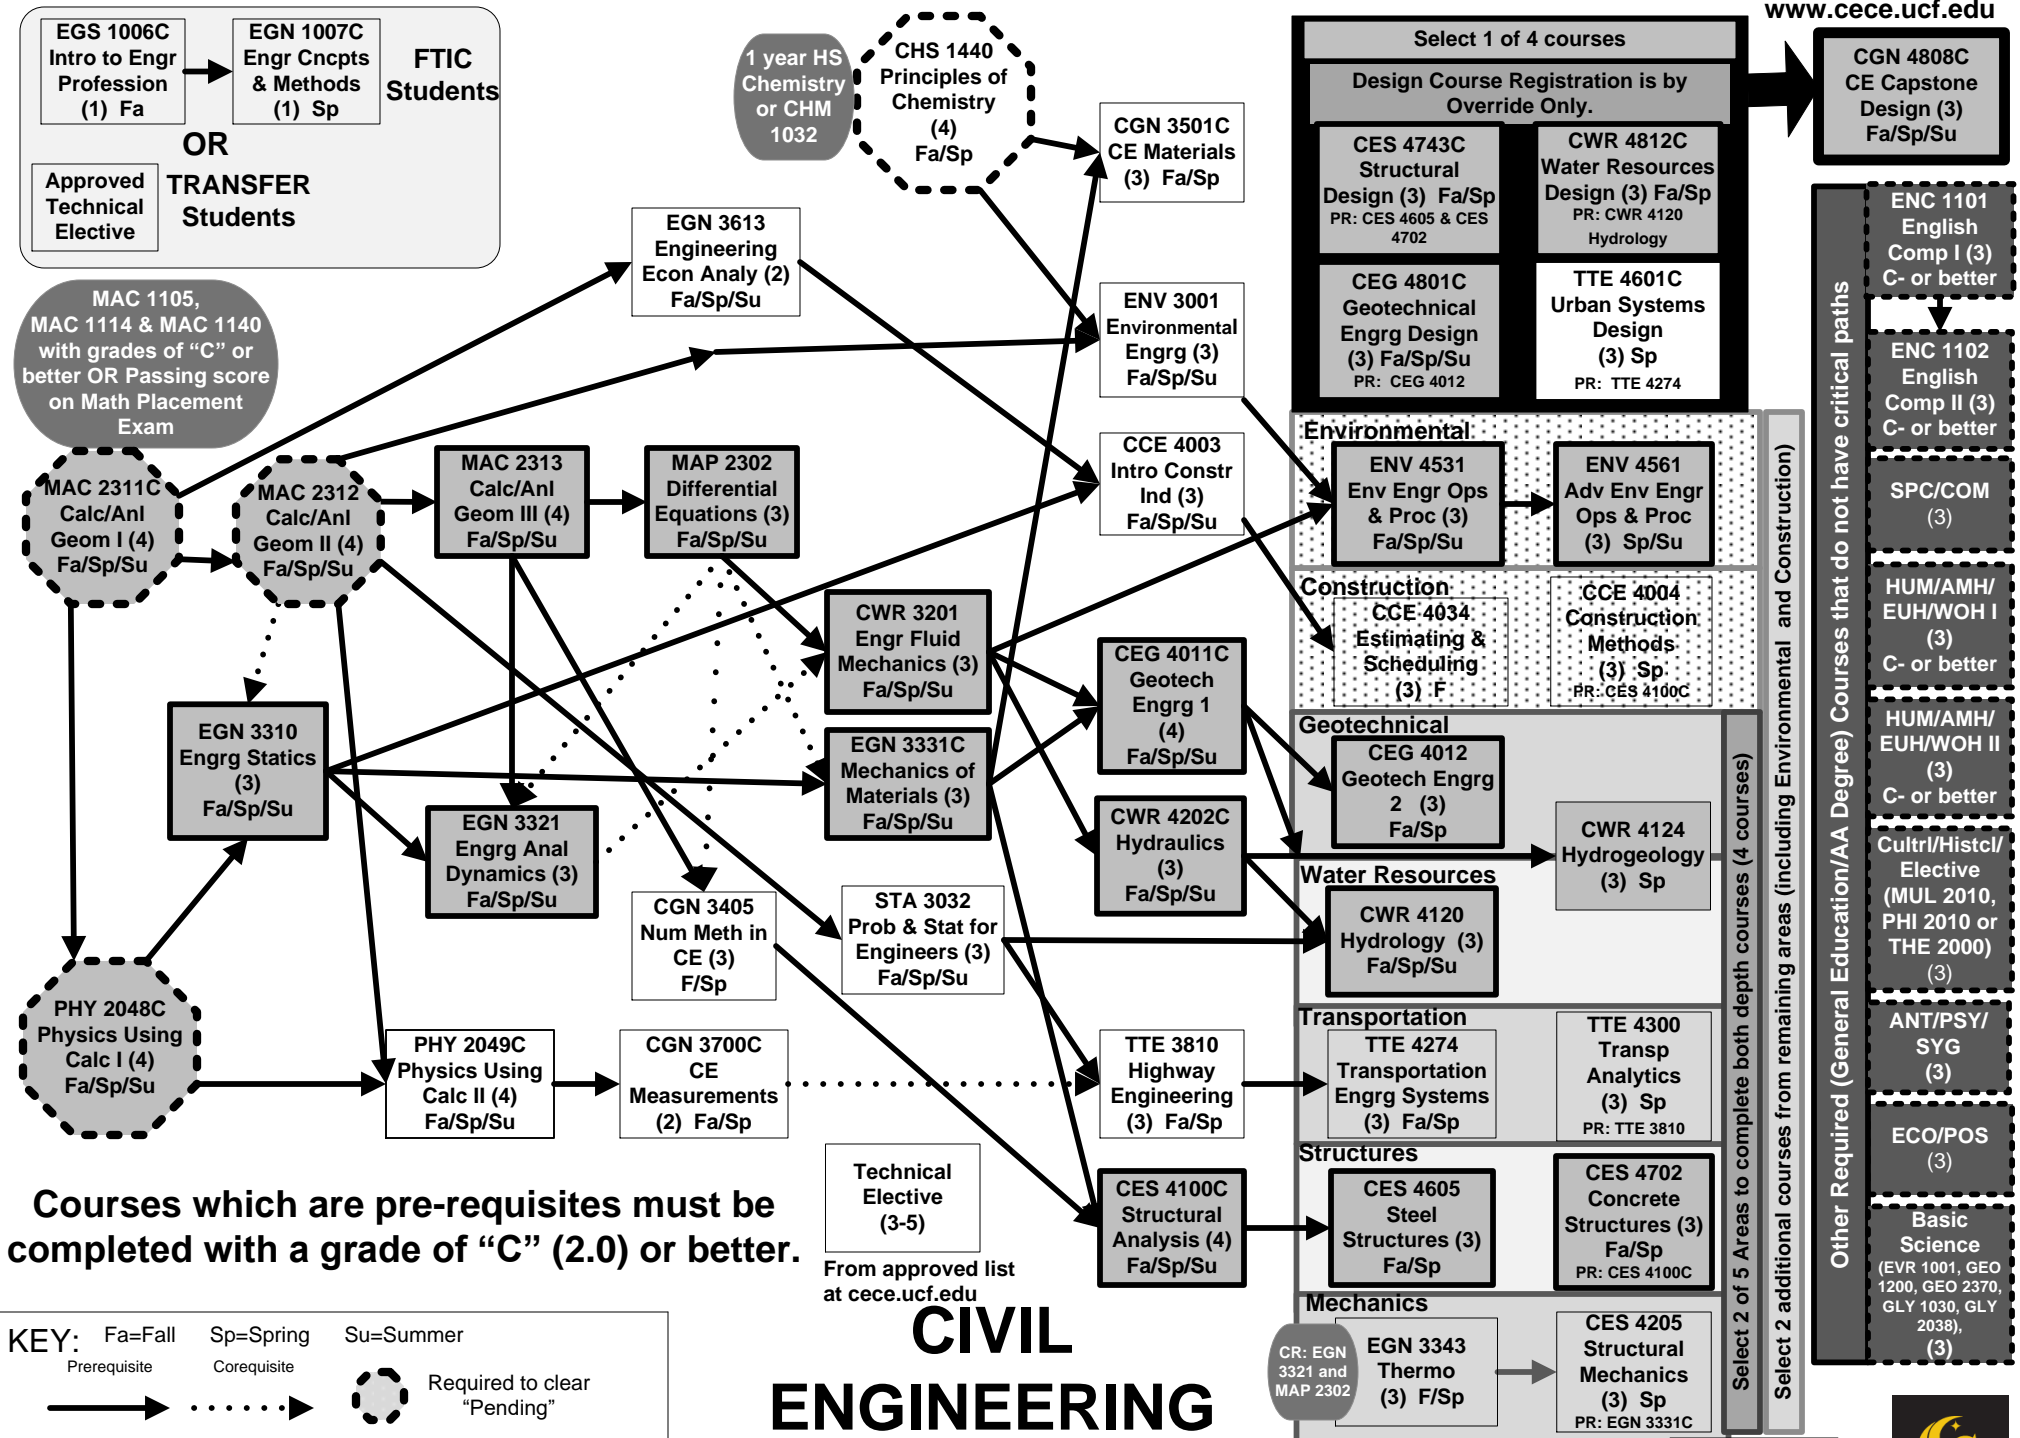 www.cece.ucf.edu
EGS 1006C
Intro to Engr
Profession
(1) Fa
EGN 1007C
Engr Cncpts
& Methods
(1) Sp
FTIC
Students
OR
Approved
Technical
Elective
TRANSFER
Students
1 year HS
Chemistry
or CHM
1032
CHS 1440
Principles of
Chemistry
(4)
Fa/Sp
CGN 3501C
CE Materials
(3) Fa/Sp
EGN 3613
Engineering
Econ Analy (2)
Fa/Sp/Su
ENV 3001
Environmental
Engrg (3)
Fa/Sp/Su
CCE 4003
Intro Constr
Ind (3)
Fa/Sp/Su
MAC 1105,
MAC 1114 & MAC 1140
with grades of “C” or
better OR Passing score
on Math Placement
Exam
MAC 2311C
Calc/Anl
Geom I (4)
Fa/Sp/Su
MAC 2312
Calc/Anl
Geom II (4)
Fa/Sp/Su
MAC 2313
Calc/Anl
Geom III (4)
Fa/Sp/Su
MAP 2302
Differential
Equations (3)
Fa/Sp/Su
CWR 3201
Engr Fluid
Mechanics (3)
Fa/Sp/Su
EGN 3310
Engrg Statics
(3)
Fa/Sp/Su
EGN 3331C
Mechanics of
Materials (3)
Fa/Sp/Su
EGN 3321
Engrg Anal
Dynamics (3)
Fa/Sp/Su
CEG 4011C
Geotech
Engrg 1
(4)
Fa/Sp/Su
CWR 4202C
Hydraulics
(3)
Fa/Sp/Su
CGN 3405
Num Meth in
CE (3)
F/Sp
STA 3032
Prob & Stat for
Engineers (3)
Fa/Sp/Su
PHY 2048C
Physics Using
Calc I (4)
Fa/Sp/Su
PHY 2049C
Physics Using
Calc II (4)
Fa/Sp/Su
CGN 3700C
CE
Measurements
(2) Fa/Sp
TTE 3810
Highway
Engineering
(3) Fa/Sp
Technical
Elective
(3-5)
From approved list
at cece.ucf.edu
CES 4100C
Structural
Analysis (4)
Fa/Sp/Su
Select 1 of 4 courses
Design Course Registration is by
Override Only.
CES 4743C
Structural
Design (3) Fa/Sp
PR: CES 4605 & CES
4702
CWR 4812C
Water Resources
Design (3) Fa/Sp
PR: CWR 4120
Hydrology
CEG 4801C
Geotechnical
Engrg Design
(3) Fa/Sp/Su
PR: CEG 4012
TTE 4601C
Urban Systems
Design
(3) Sp
PR: TTE 4274
CGN 4808C
CE Capstone
Design (3)
Fa/Sp/Su
Environmental
ENV 4531
Env Engr Ops
& Proc (3)
Fa/Sp/Su
ENV 4561
Adv Env Engr
Ops & Proc
(3) Sp/Su
Construction
CCE 4034
Estimating &
Scheduling
(3) F
CCE 4004
Construction
Methods
(3) Sp
PR: CES 4100C
Geotechnical
CEG 4012
Geotech Engrg
2 (3)
Fa/Sp
CWR 4124
Hydrogeology
(3) Sp
Water Resources
CWR 4120
Hydrology (3)
Fa/Sp/Su
Transportation
TTE 4274
Transportation
Engrg Systems
(3) Fa/Sp
TTE 4300
Transp
Analytics
(3) Sp
PR: TTE 3810
Structures
CES 4605
Steel
Structures (3)
Fa/Sp
CES 4702
Concrete
Structures (3)
Fa/Sp
PR: CES 4100C
Mechanics
CR: EGN
3321 and
MAP 2302
EGN 3343
Thermo
(3) F/Sp
CES 4205
Structural
Mechanics
(3) Sp
PR: EGN 3331C
Select 2 of 5 Areas to complete both depth courses (4 courses)
Select 2 additional courses from remaining areas (including Environmental and Construction)
Other Required (General Education/AA Degree) Courses that do not have critical paths
ENC 1101
English
Comp I (3)
C- or better
ENC 1102
English
Comp II (3)
C- or better
SPC/COM
(3)
HUM/AMH/
EUH/WOH I
(3)
C- or better
HUM/AMH/
EUH/WOH II
(3)
C- or better
Cultrl/Histcl/
Elective
(MUL 2010,
PHI 2010 or
THE 2000)
(3)
ANT/PSY/
SYG
(3)
ECO/POS
(3)
Basic
Science
(EVR 1001, GEO
1200, GEO 2370,
GLY 1030, GLY
2038),
(3)
Courses which are pre-requisites must be
completed with a grade of “C” (2.0) or better.
KEY: Fa=Fall Sp=Spring Su=Summer
Prerequisite Corequisite
Required to clear
“Pending”
CIVIL
ENGINEERING